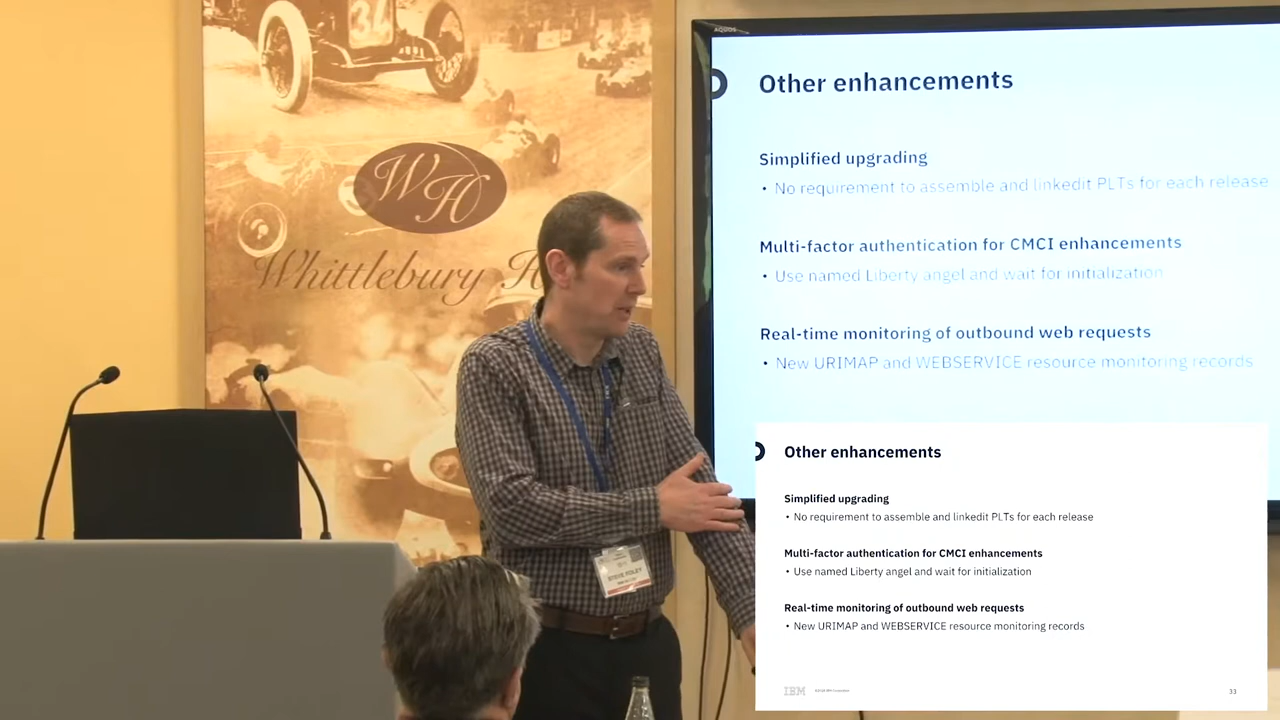 34
WH
Whittlebury H
AQUOS
Other enhancements
Simplified upgrading
• No requirement to assemble and linkedit PLTs for each release
Multi-factor authentication for CMCI enhancements
• Use named Liberty angel and wait for initialization
Real-time monitoring of outbound web requests
• New URIMAP and WEBSERVICE resource monitoring records
STEVE FOLEY
Other enhancements
Simplified upgrading
• No requirement to assemble and linkedit PLTs for each release
Multi-factor authentication for CMCI enhancements
• Use named Liberty angel and wait for initialization
Real-time monitoring of outbound web requests
• New URIMAP and WEBSERVICE resource monitoring records
IBM
33